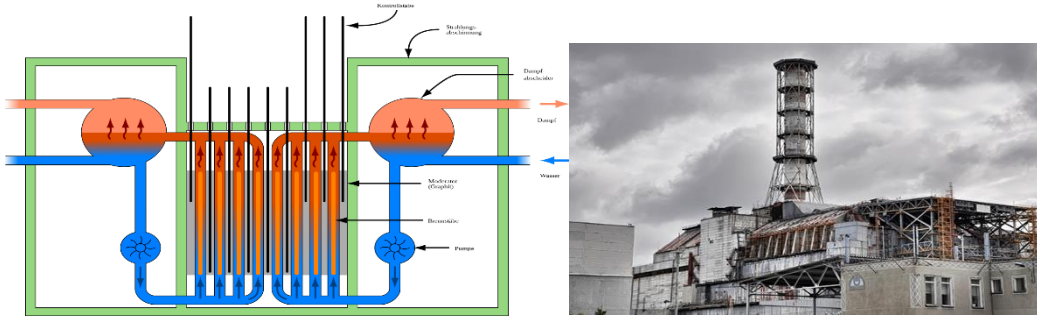 Kontrollstäbe
Strahlungs-
abschirmung
Dampf
abscheider
Dampf
Wasser
Moderator
(Graphit)
Brennstäbe
Pumpe